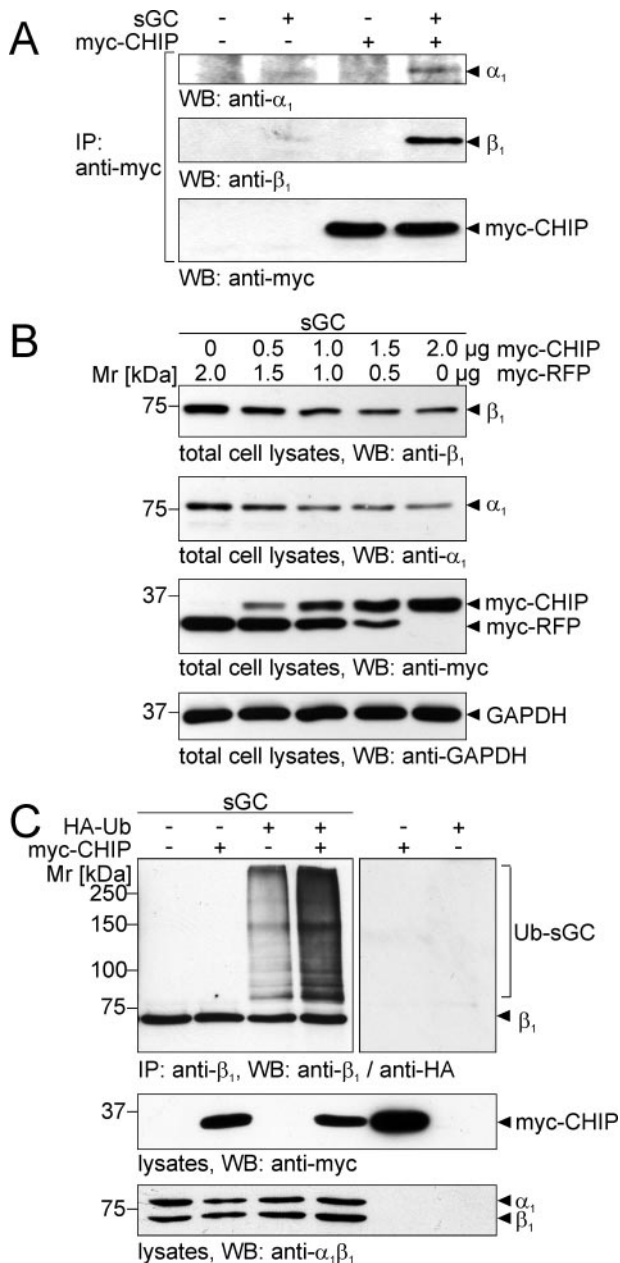 A
sGC - + - +
myc-CHIP - - + +
α₁
WB: anti-α₁
IP:
anti-myc
β₁
WB: anti-β₁
myc-CHIP
WB: anti-myc
B
sGC
0 0.5 1.0 1.5 2.0 µg myc-CHIP
Mr [kDa] 2.0 1.5 1.0 0.5 0 µg myc-RFP
75 β₁
total cell lysates, WB: anti-β₁
75 α₁
total cell lysates, WB: anti-α₁
37
myc-CHIP
myc-RFP
total cell lysates, WB: anti-myc
37 GAPDH
total cell lysates, WB: anti-GAPDH
C
sGC
HA-Ub - - + + - +
myc-CHIP - + - + + -
Mr [kDa]
250
150
Ub-sGC
100
75
β₁
IP: anti-β₁, WB: anti-β₁ / anti-HA
37
myc-CHIP
lysates, WB: anti-myc
α₁
75
β₁
lysates, WB: anti-α₁β₁